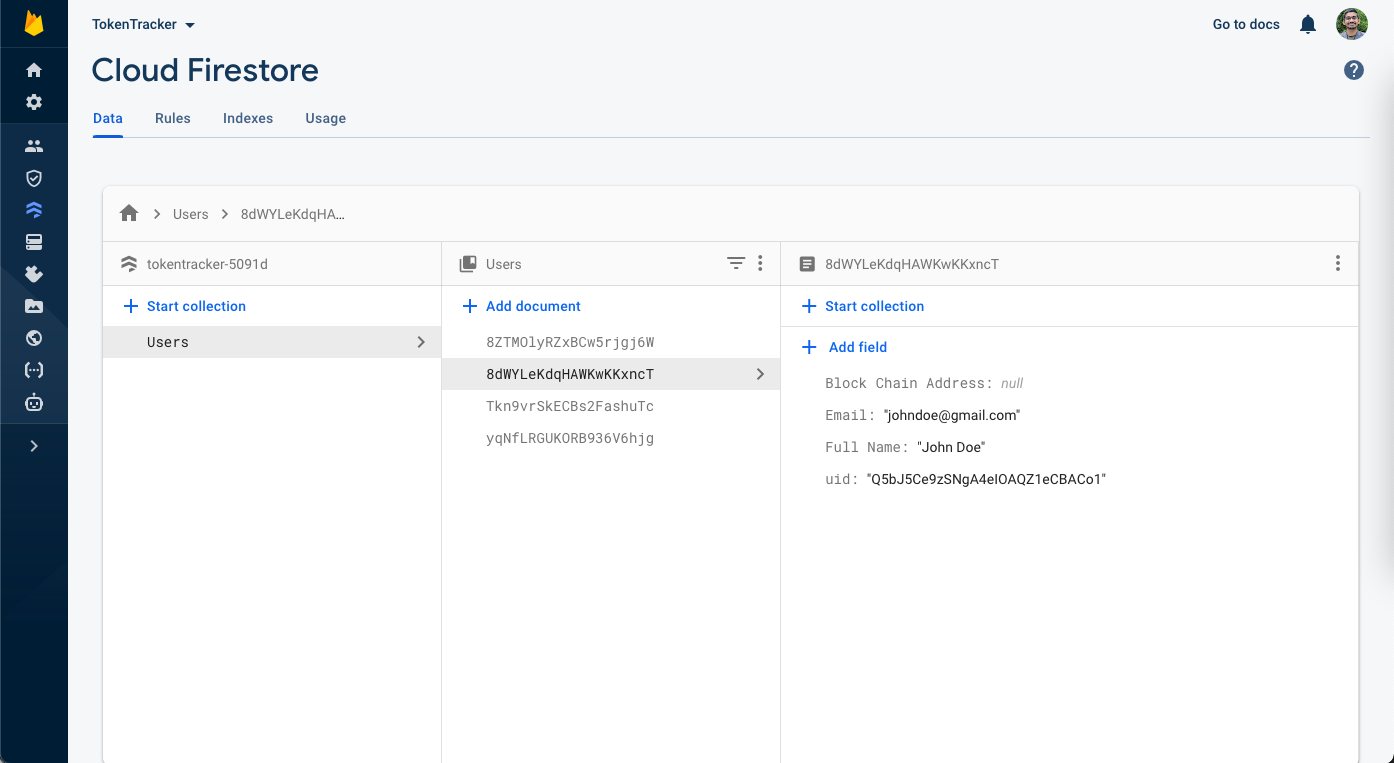 TokenTracker
Go to docs
Cloud Firestore
Data Rules Indexes Usage
Users 8dWYLeKdqHA...
tokentracker-5091d
Start collection
Users
Users
Add document
8ZTMOlyRZxBCw5rjgj6W
8dWYLeKdqHAWKwKKxncT
Tkn9vrSkECBs2FashuTc
yqNfLRGUKORB936V6hjg
8dWYLeKdqHAWKwKKxncT
Start collection
Add field
Block Chain Address: null
Email: "johndoe@gmail.com"
Full Name: "John Doe"
uid: "Q5bJ5Ce9zSNgA4eIOAQZ1eCBACo1"